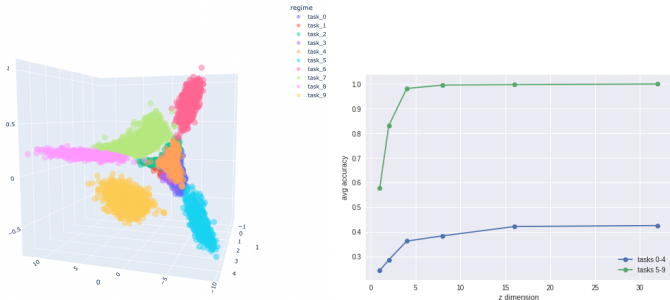 regime
task_0
task_1
task_2
task_3
task_4
task_5
task_6
task_7
task_8
task_9
1
0.5
0
−0.5
10
5
0
−5
−10
−1
0
1
2
3
4
1
1.0
0.9
0.8
0.7
0.6
0.5
0.4
0.3
avg accuracy
0
5
10
15
20
25
30
z dimension
tasks 0-4
tasks 5-9